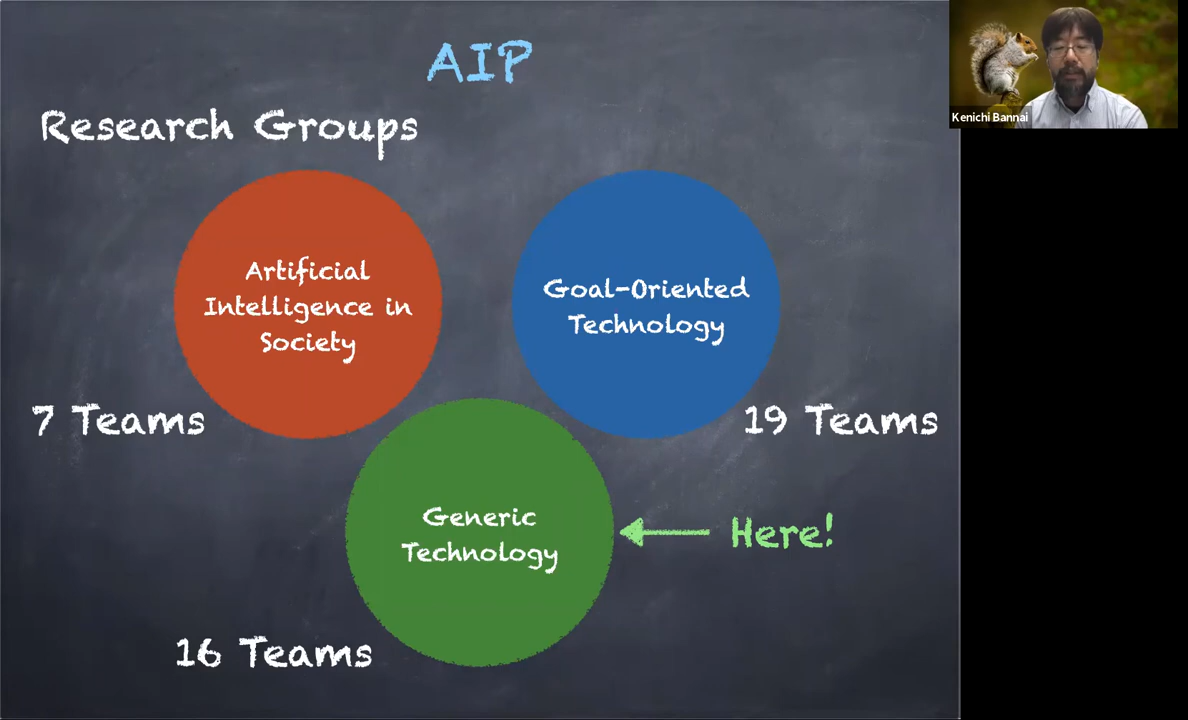 AIP
Research Groups
Artificial
Intelligence in
Society
Goal-Oriented
Technology
7 Teams
19 Teams
Generic
Technology
Here!
16 Teams
Kenichi Bannai